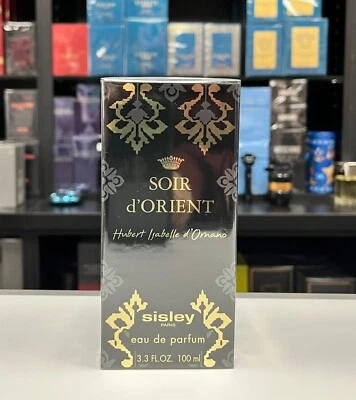 SOIR
d'ORIENT
Hubert Isabelle d'Ornano
sisley
PARIS
eau de parfum
3.3 FL.OZ. 100 ml